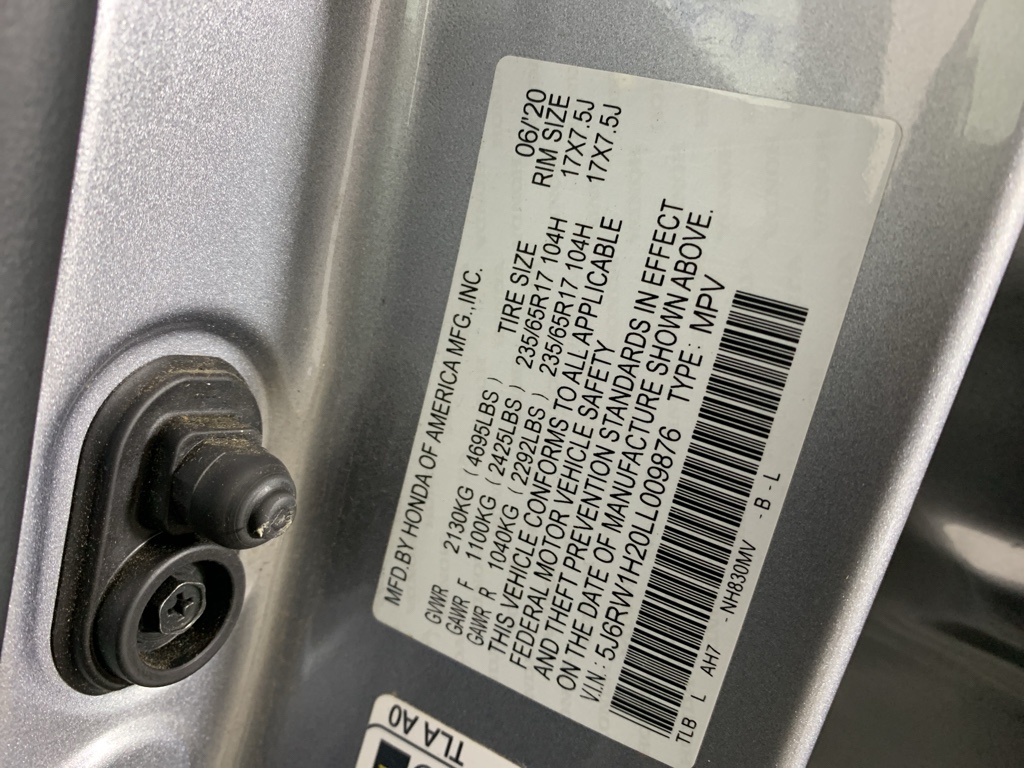 MFD.BY HONDA OF AMERICA MFG.,INC. 06/'20
TIRE SIZE RIM SIZE
GVWR 2130KG ( 4695LBS )
GAWR F 1100KG ( 2425LBS ) 235/65R17 104H 17X7.5J
GAWR R 1040KG ( 2292LBS ) 235/65R17 104H 17X7.5J
THIS VEHICLE CONFORMS TO ALL APPLICABLE
FEDERAL MOTOR VEHICLE SAFETY
AND THEFT PREVENTION STANDARDS IN EFFECT
ON THE DATE OF MANUFACTURE SHOWN ABOVE.
V.I.N.: 5J6RW1H20LL009876 TYPE: MPV
TLB L AH7 - NH830MV - B - L
TLA A0